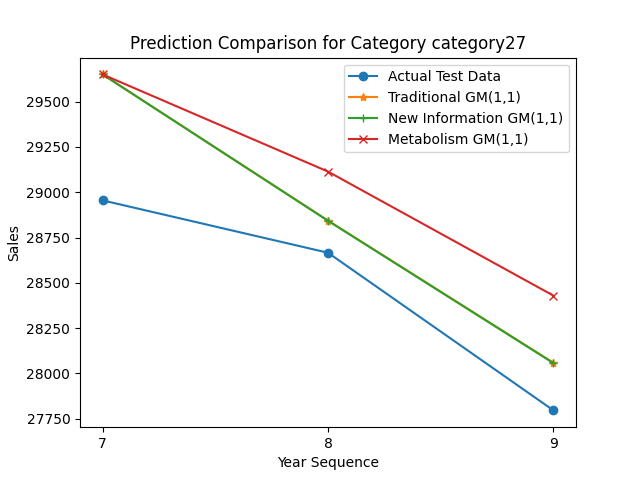 Prediction Comparison for Category category27
Actual Test Data
Traditional GM(1,1)
New Information GM(1,1)
Metabolism GM(1,1)
Sales
29500
29250
29000
28750
28500
28250
28000
27750
7
8
9
Year Sequence